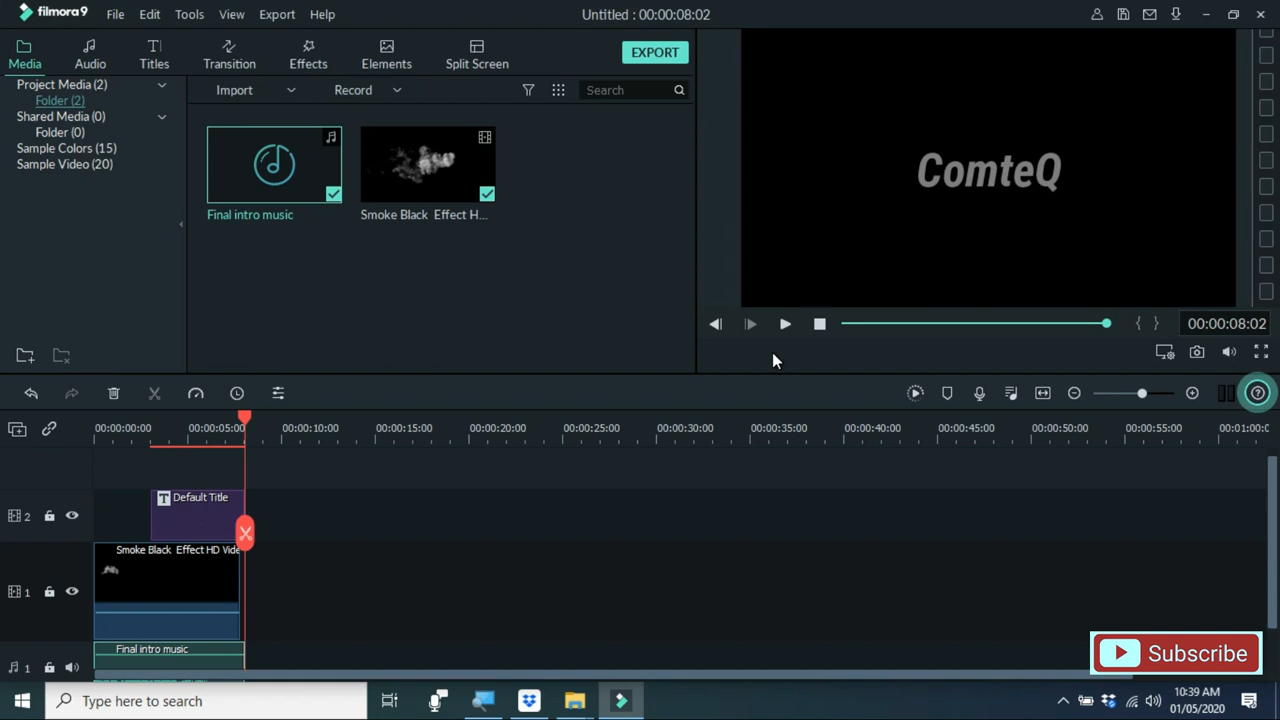 filmora9 File Edit Tools View Export Help Untitled : 00:00:08:02
Media Audio Titles Transition Effects Elements Split Screen EXPORT
Project Media (2)
Folder (2)
Shared Media (0)
Folder (0)
Sample Colors (15)
Sample Video (20)
Import Record Search
Final intro music Smoke Black Effect H...
ComteQ
00:00:08:02
00:00:00:00 00:00:05:00 00:00:10:00 00:00:15:00 00:00:20:00 00:00:25:00 00:00:30:00 00:00:35:00 00:00:40:00 00:00:45:00 00:00:50:00 00:00:55:00 00:01:00:0
2 T Default Title
Smoke Black Effect HD Vide
1
Final intro music
1
Subscribe
Type here to search
10:39 AM
01/05/2020